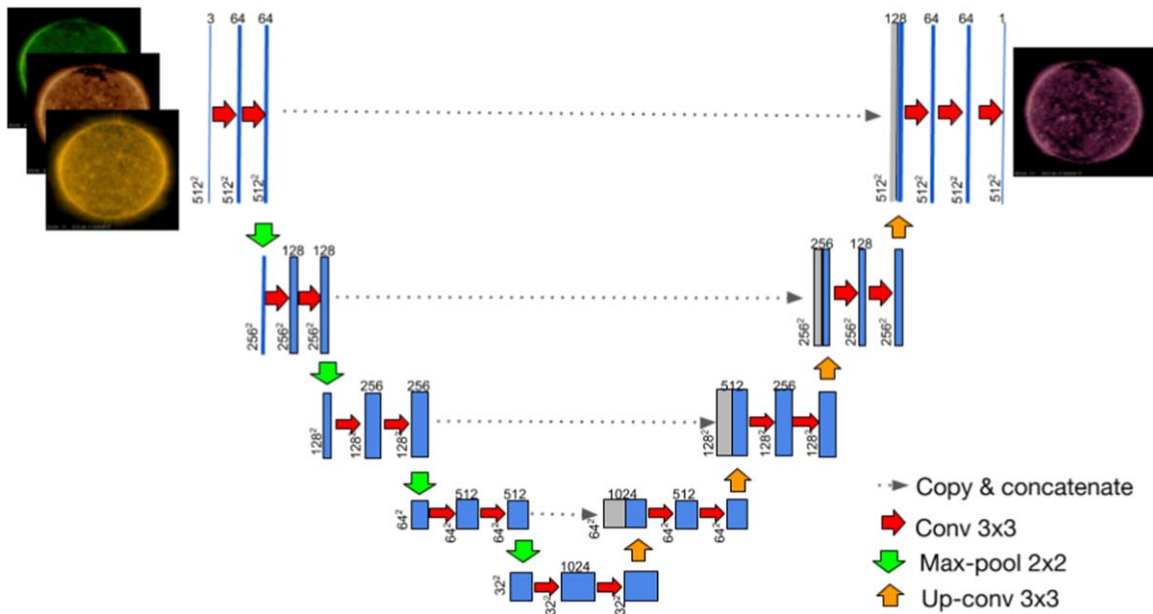 3 64 64
512² 512² 512²
128 64 64 1
512² 512² 512² 512²
128 128
256² 256² 256²
256 128
256² 256² 256²
256 256
128² 128² 128²
512 256
128² 128² 128²
512 512
64² 64² 64²
1024 512
64² 64² 64²
1024
32² 32² 32²
Copy & concatenate
Conv 3x3
Max-pool 2x2
Up-conv 3x3